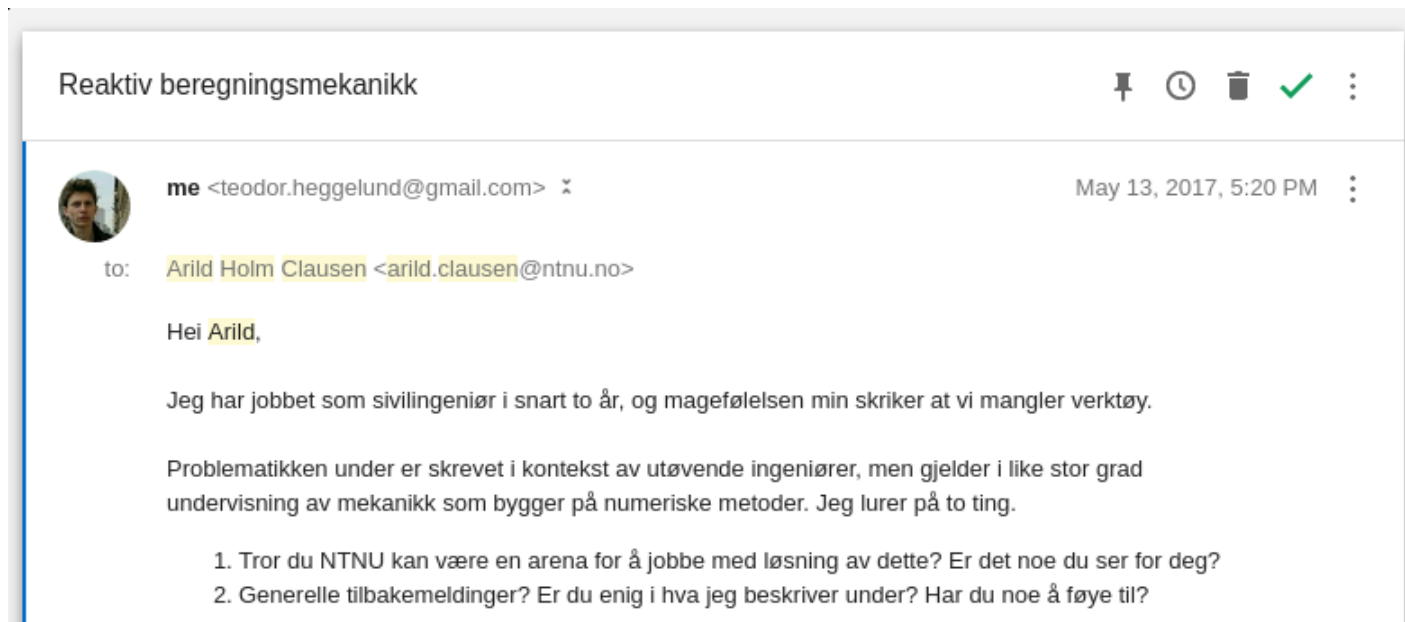 Reaktiv beregningsmekanikk
me <teodor.heggelund@gmail.com>
May 13, 2017, 5:20 PM
to: Arild Holm Clausen <arild.clausen@ntnu.no>
Hei Arild,
Jeg har jobbet som sivilingeniør i snart to år, og magefølelsen min skriker at vi mangler verktøy.
Problematikken under er skrevet i kontekst av utøvende ingeniører, men gjelder i like stor grad
undervisning av mekanikk som bygger på numeriske metoder. Jeg lurer på to ting.
1. Tror du NTNU kan være en arena for å jobbe med løsning av dette? Er det noe du ser for deg?
2. Generelle tilbakemeldinger? Er du enig i hva jeg beskriver under? Har du noe å føye til?